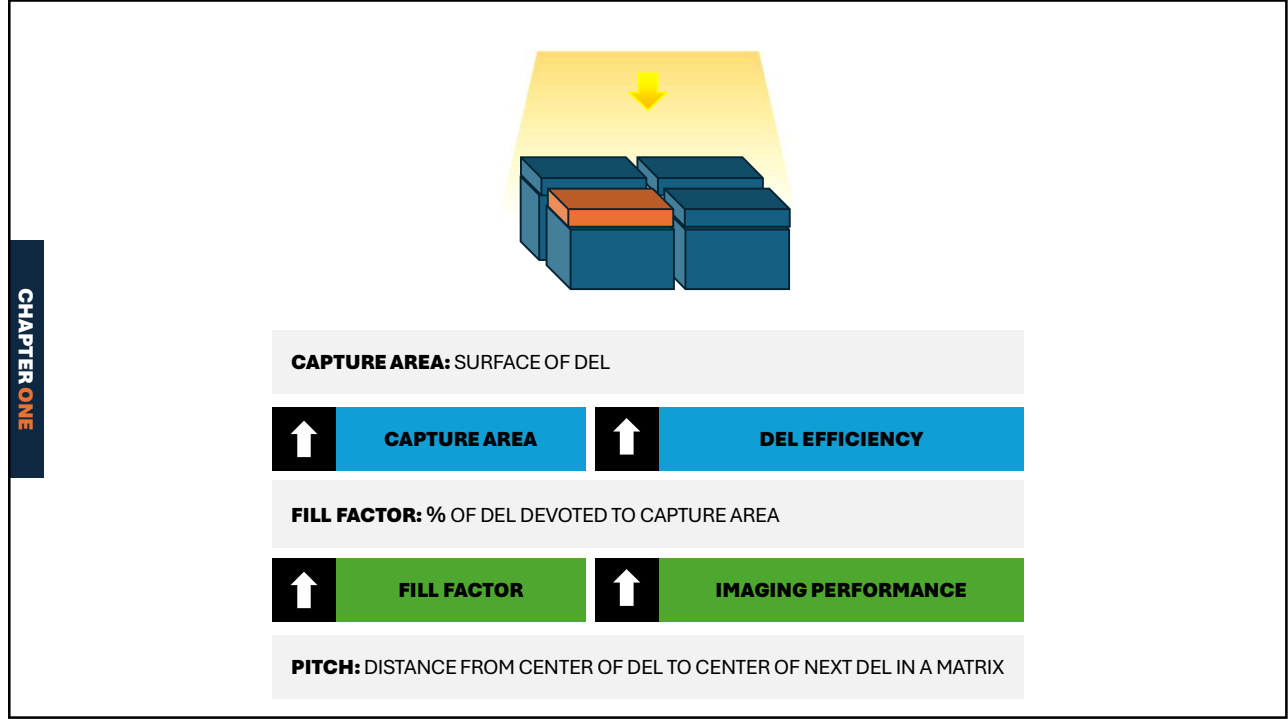 CHAPTER ONE
CAPTURE AREA: SURFACE OF DEL
CAPTURE AREA
DEL EFFICIENCY
FILL FACTOR: % OF DEL DEVOTED TO CAPTURE AREA
FILL FACTOR
IMAGING PERFORMANCE
PITCH: DISTANCE FROM CENTER OF DEL TO CENTER OF NEXT DEL IN A MATRIX